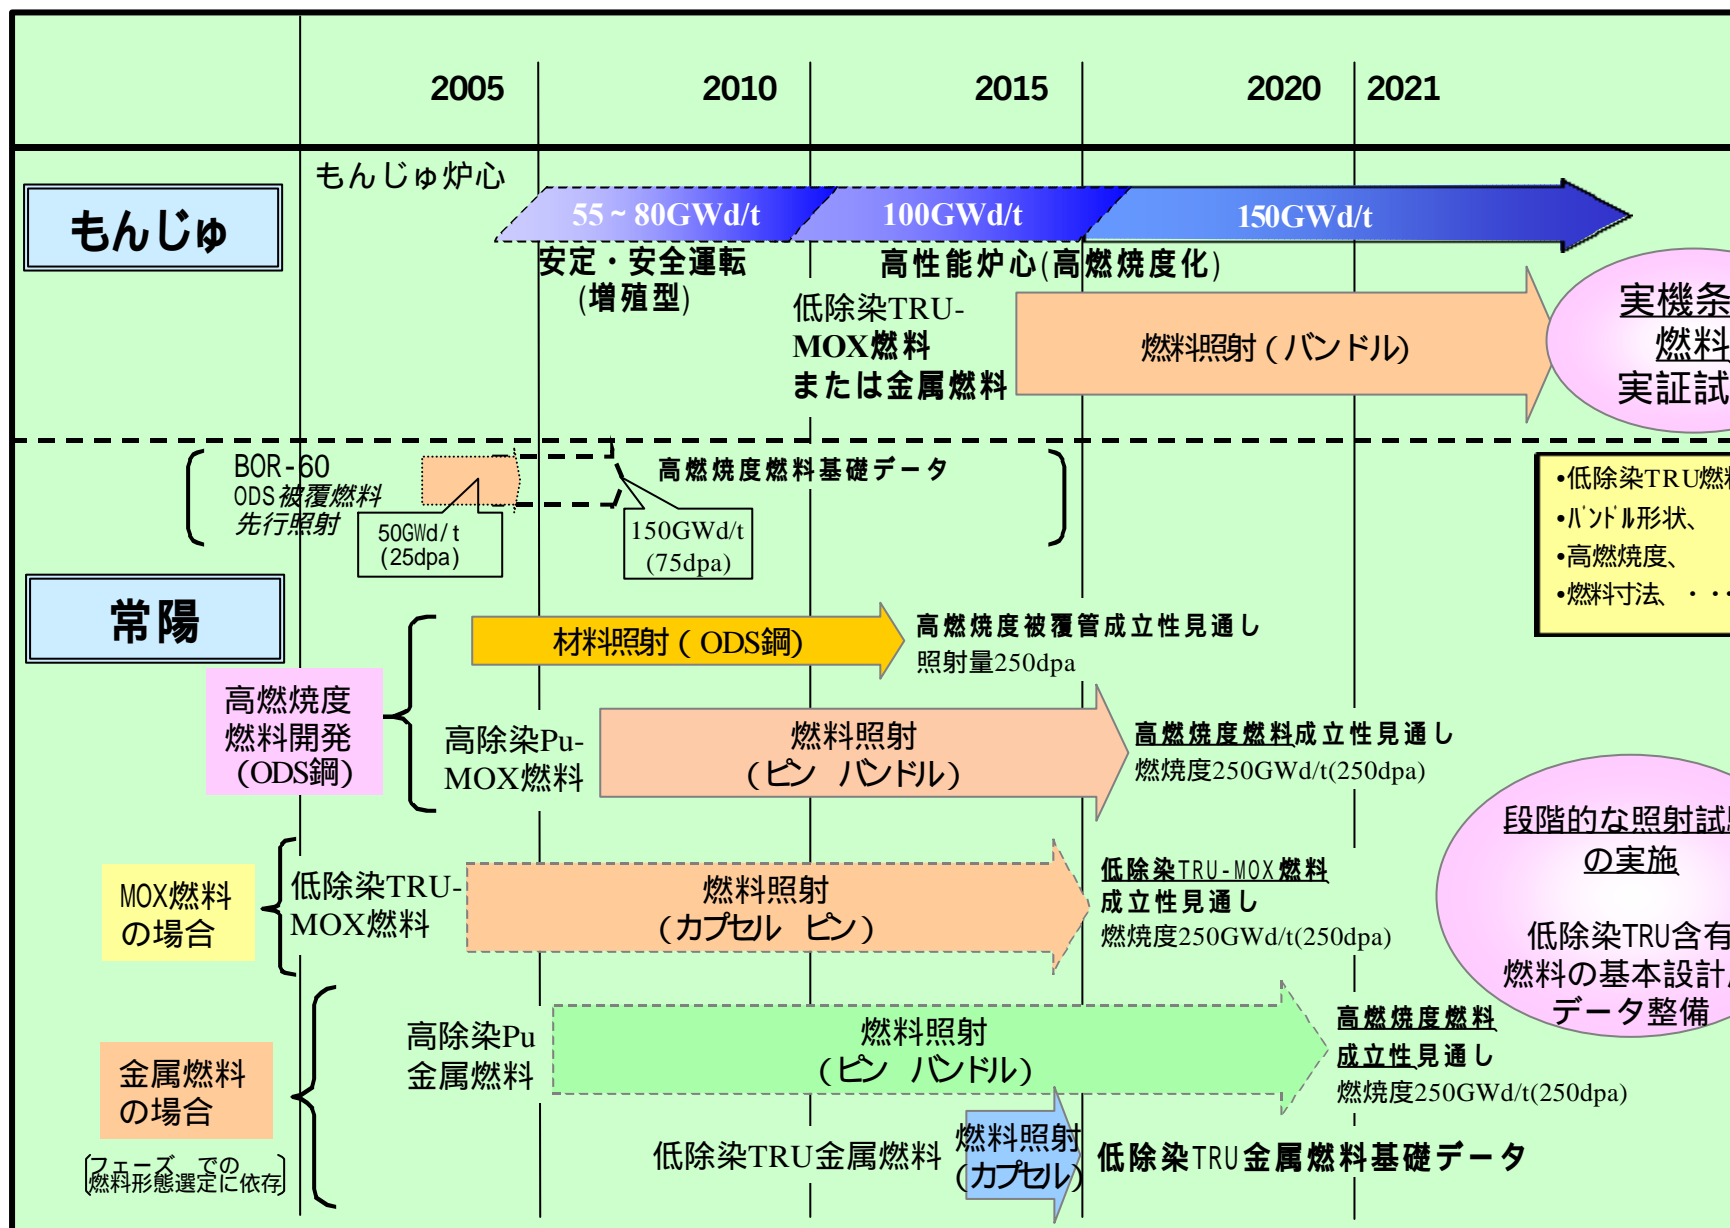 2005
2010
2015
2020
2021
もんじゅ
もんじゅ炉心
55~80GWd/t
100GWd/t
150GWd/t
安定・安全運転
(増殖型)
高性能炉心(高燃焼度化)
低除染TRU-
MOX燃料
または金属燃料
燃料照射(バンドル)
実機条
燃料
実証試
BOR-60
ODS被覆燃料
先行照射
50GWd/t
(25dpa)
150GWd/t
(75dpa)
高燃焼度燃料基礎データ
•低除染TRU燃料
•バンドル形状、
•高燃焼度、
•燃料寸法、・・・
常陽
高燃焼度
燃料開発
(ODS鋼)
材料照射(ODS鋼)
高燃焼度被覆管成立性見通し
照射量250dpa
高除染Pu-
MOX燃料
燃料照射
(ピン バンドル)
高燃焼度燃料成立性見通し
燃焼度250GWd/t(250dpa)
MOX燃料
の場合
低除染TRU-
MOX燃料
燃料照射
(カプセル ピン)
低除染TRU-MOX燃料
成立性見通し
燃焼度250GWd/t(250dpa)
段階的な照射試験
の実施
低除染TRU含有
燃料の基本設計
データ整備
金属燃料
の場合
フェーズ での
燃料形態選定に依存
高除染Pu
金属燃料
燃料照射
(ピン バンドル)
高燃焼度燃料
成立性見通し
燃焼度250GWd/t(250dpa)
低除染TRU金属燃料
燃料照射
(カプセル)
低除染TRU金属燃料基礎データ